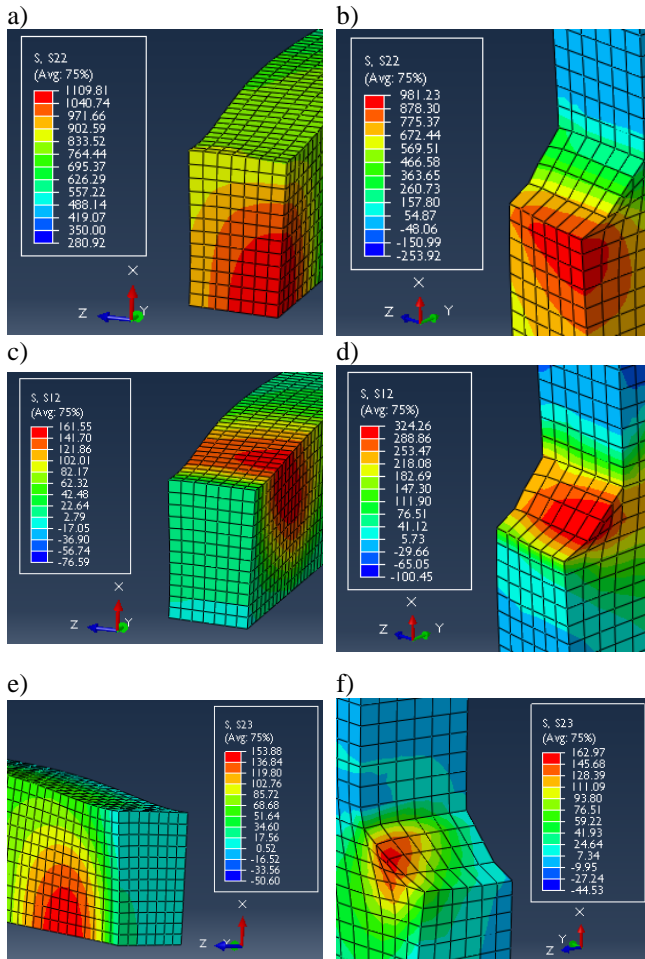 a)
S, S22
(Avg: 75%)
1109.81
1040.74
971.66
902.59
833.52
764.44
695.37
626.29
557.22
488.14
419.07
350.00
280.92
X
Z
Y
b)
S, S22
(Avg: 75%)
981.23
878.30
775.37
672.44
569.51
466.58
363.65
260.73
157.80
54.87
-48.06
-150.99
-253.92
X
Z
Y
c)
S, S12
(Avg: 75%)
161.55
141.70
121.86
102.01
82.17
62.32
42.48
22.64
2.79
-17.05
-36.90
-56.74
-76.59
X
Z
Y
d)
S, S12
(Avg: 75%)
324.26
288.86
253.47
218.08
182.69
147.30
111.90
76.51
41.12
5.73
-29.66
-65.05
-100.45
X
Z
Y
e)
S, S23
(Avg: 75%)
153.88
136.84
119.80
102.76
85.72
68.68
51.64
34.60
17.56
0.52
-16.52
-33.56
-50.60
X
Z
Y
f)
S, S23
(Avg: 75%)
162.97
145.68
128.39
111.09
93.80
76.51
59.22
41.93
24.64
7.34
-9.95
-27.24
-44.53
X
Z
Y